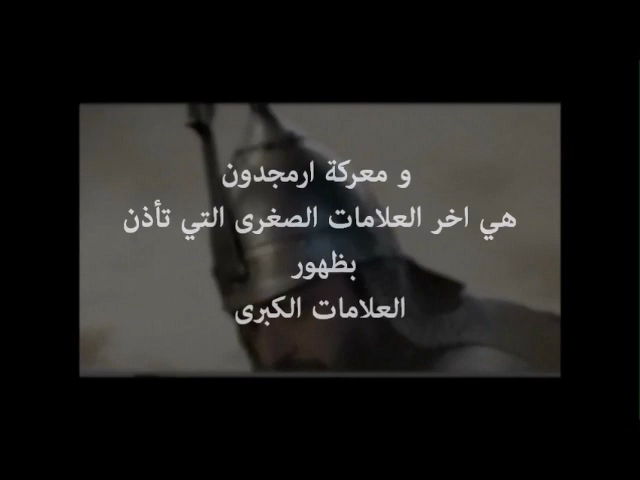 و معركة ارمجدون
هي اخر العلامات الصغرى التي تأذن
بظهور
العلامات الكبرى